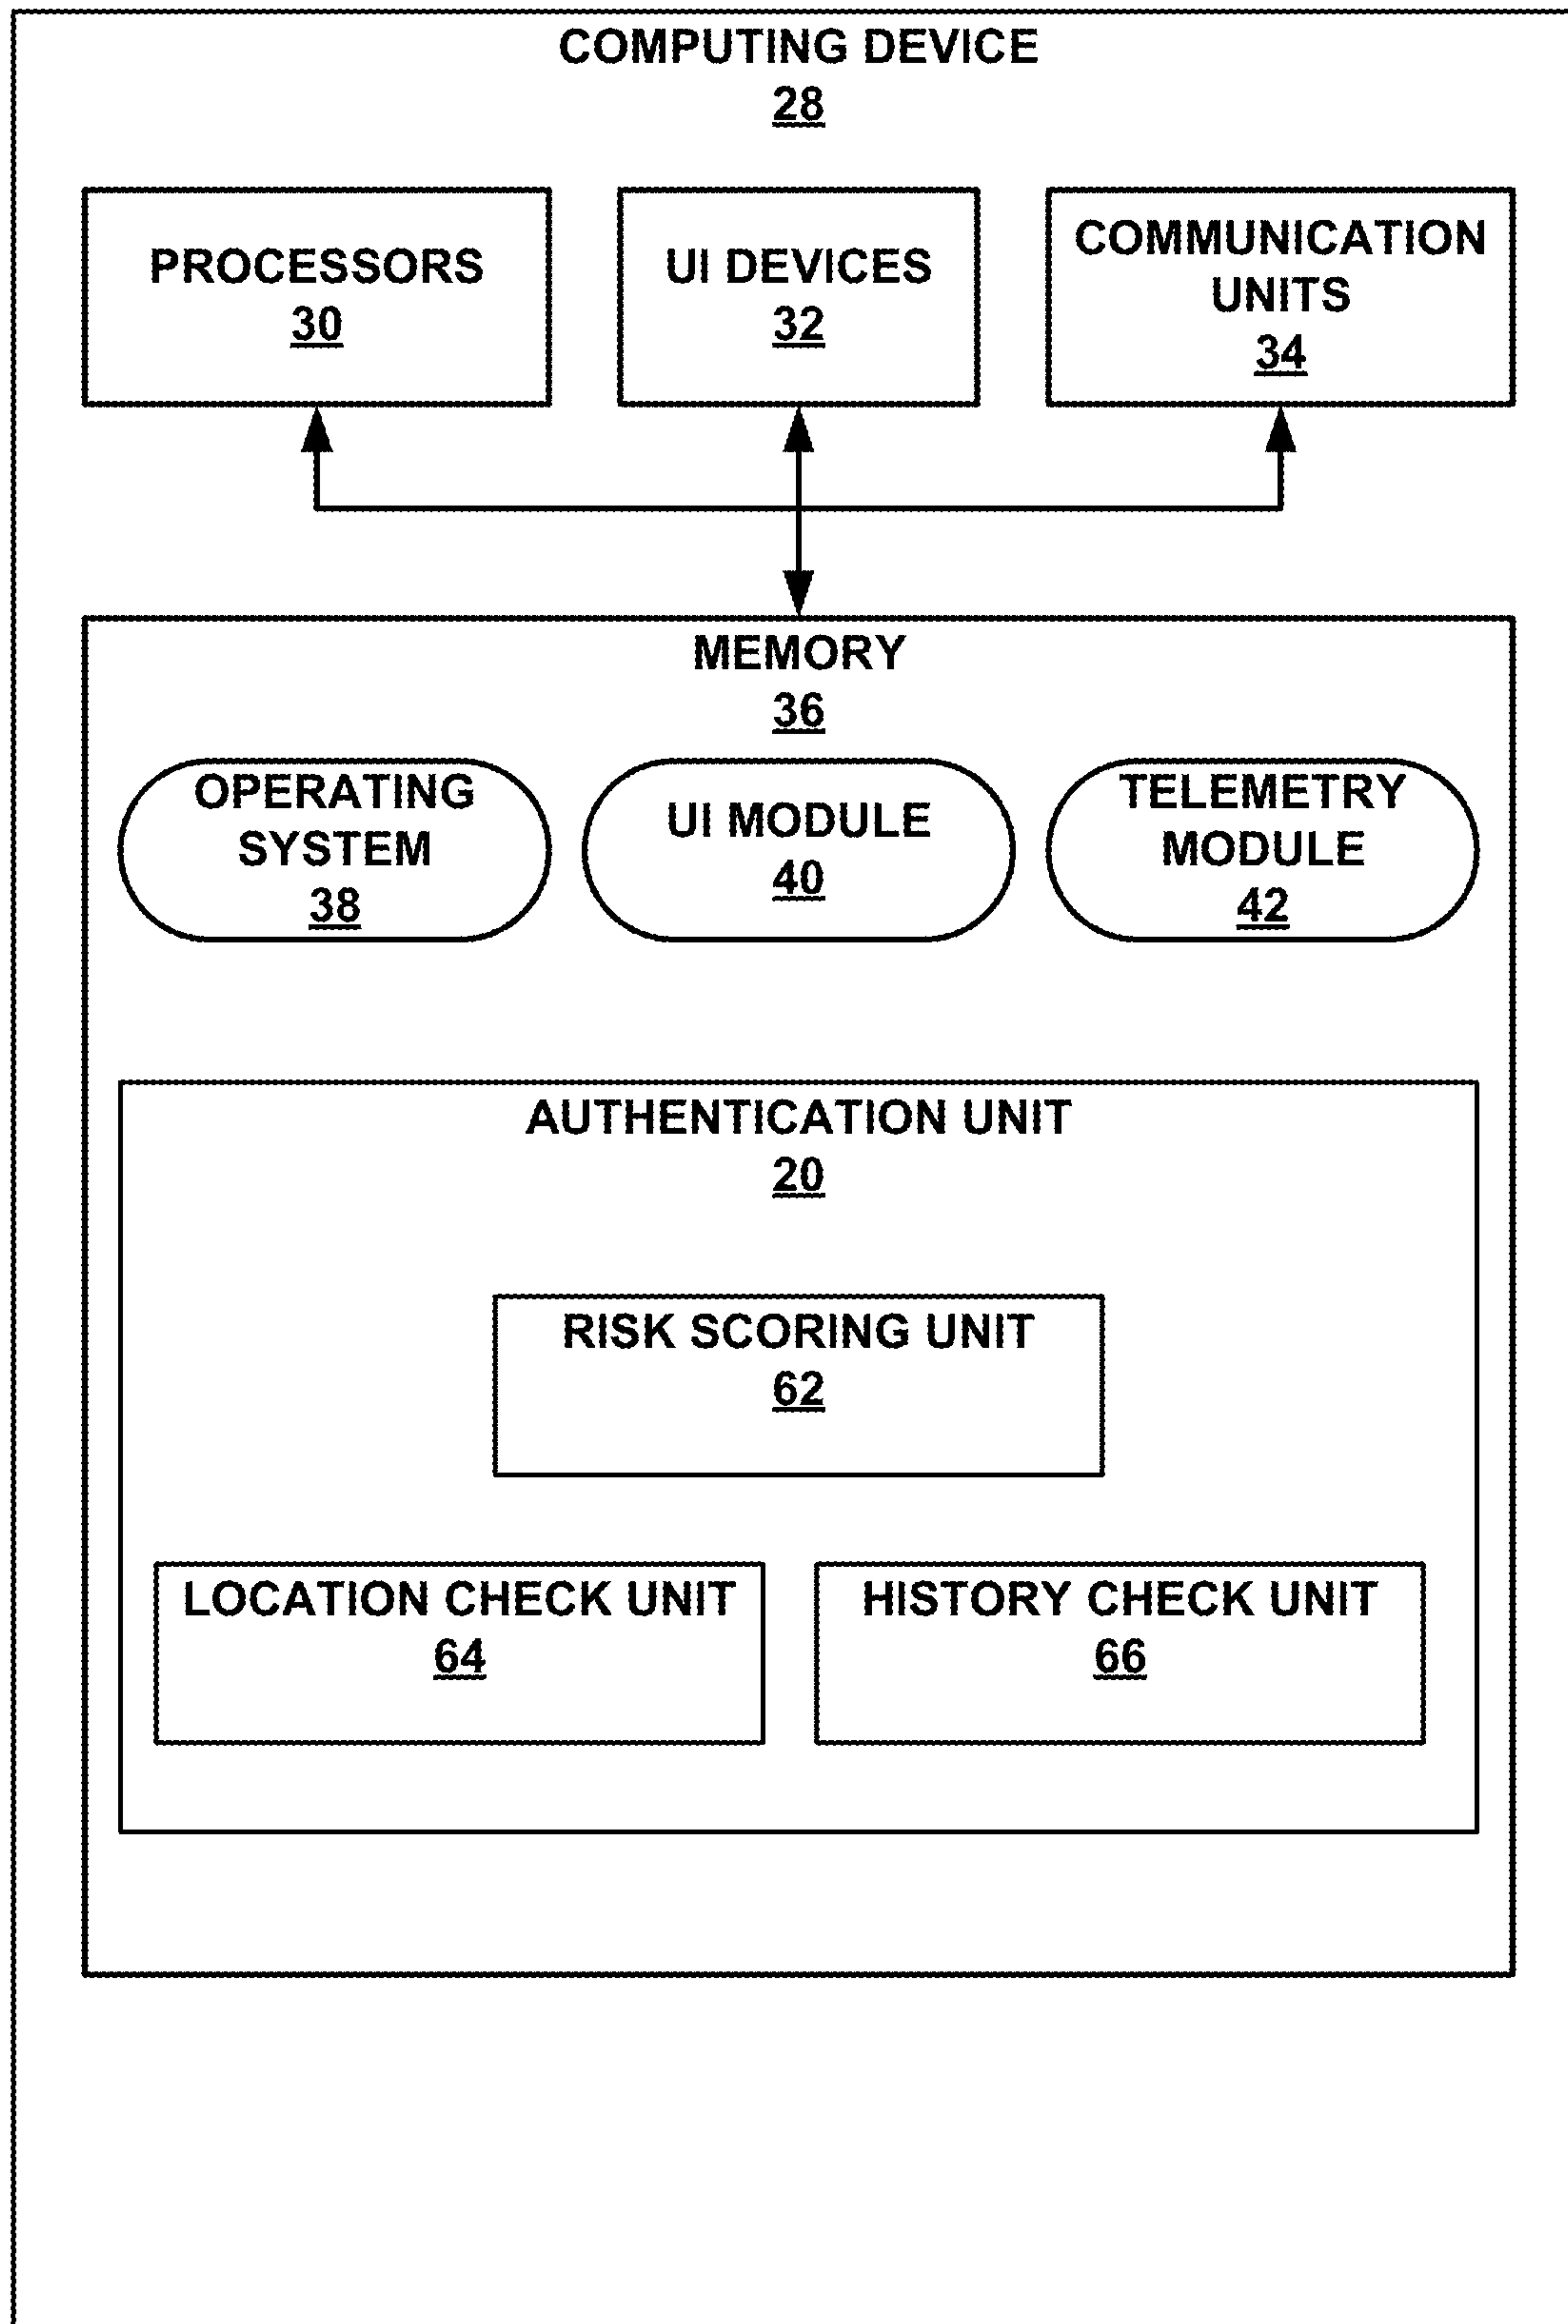 COMPUTING DEVICE
28
PROCESSORS
30
UI DEVICES
32
COMMUNICATION
UNITS
34
MEMORY
36
OPERATING
SYSTEM
38
UI MODULE
40
TELEMETRY
MODULE
42
AUTHENTICATION UNIT
20
RISK SCORING UNIT
62
LOCATION CHECK UNIT
64
HISTORY CHECK UNIT
66